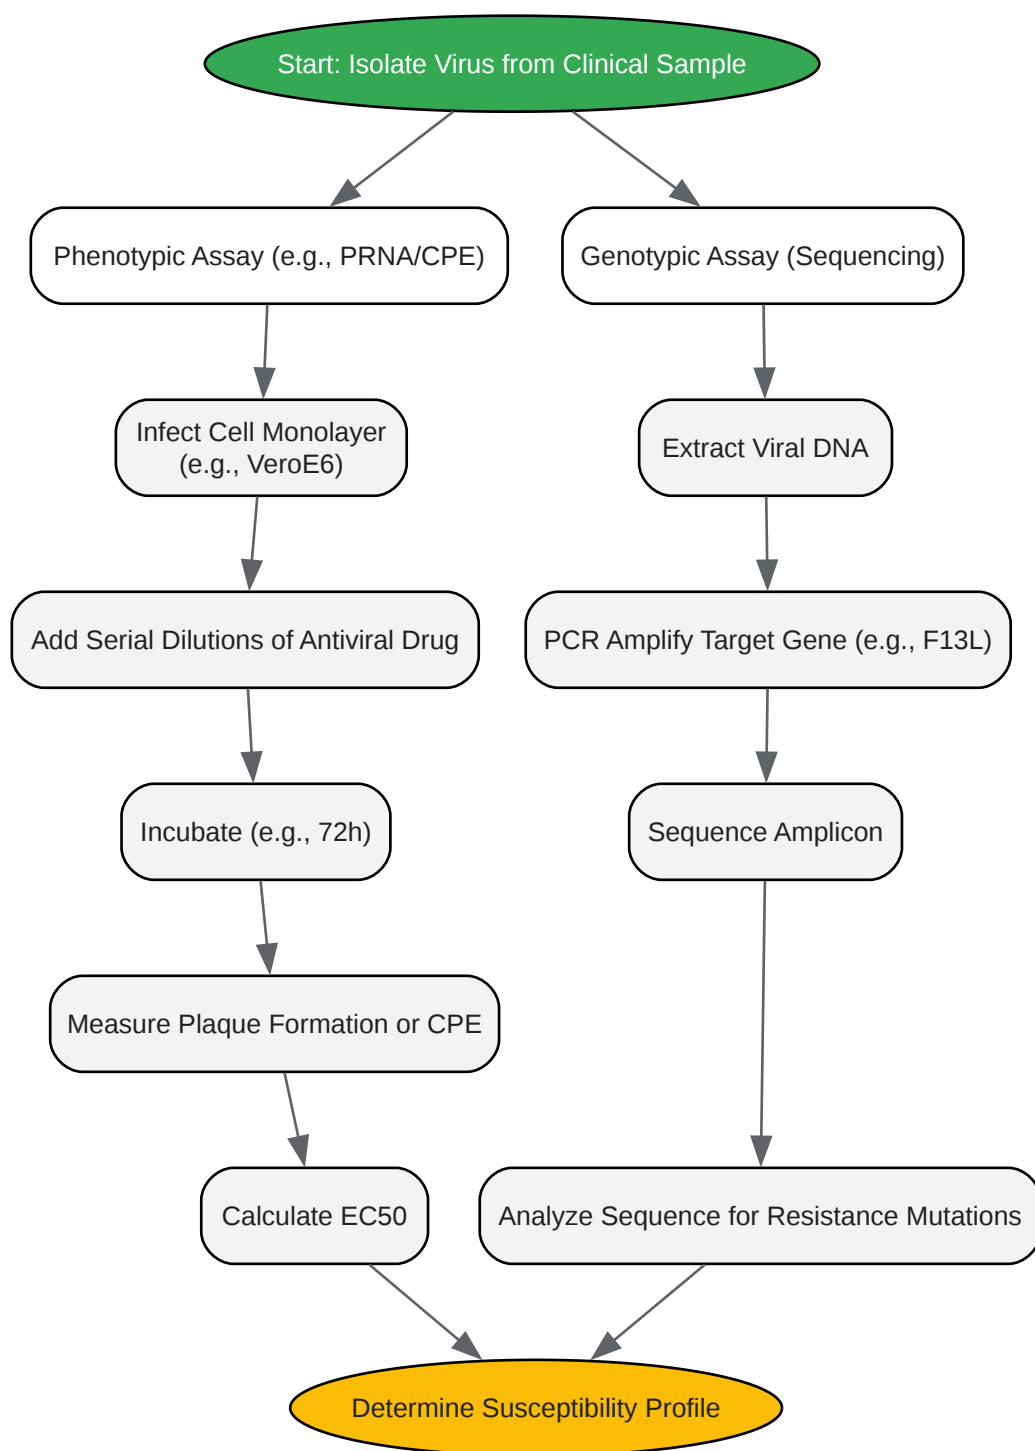 Start: Isolate Virus from Clinical Sample
Phenotypic Assay (e.g., PRNA/CPE)
Genotypic Assay (Sequencing)
Infect Cell Monolayer
(e.g., VeroE6)
Extract Viral DNA
Add Serial Dilutions of Antiviral Drug
PCR Amplify Target Gene (e.g., F13L)
Incubate (e.g., 72h)
Sequence Amplicon
Measure Plaque Formation or CPE
Calculate EC50
Analyze Sequence for Resistance Mutations
Determine Susceptibility Profile